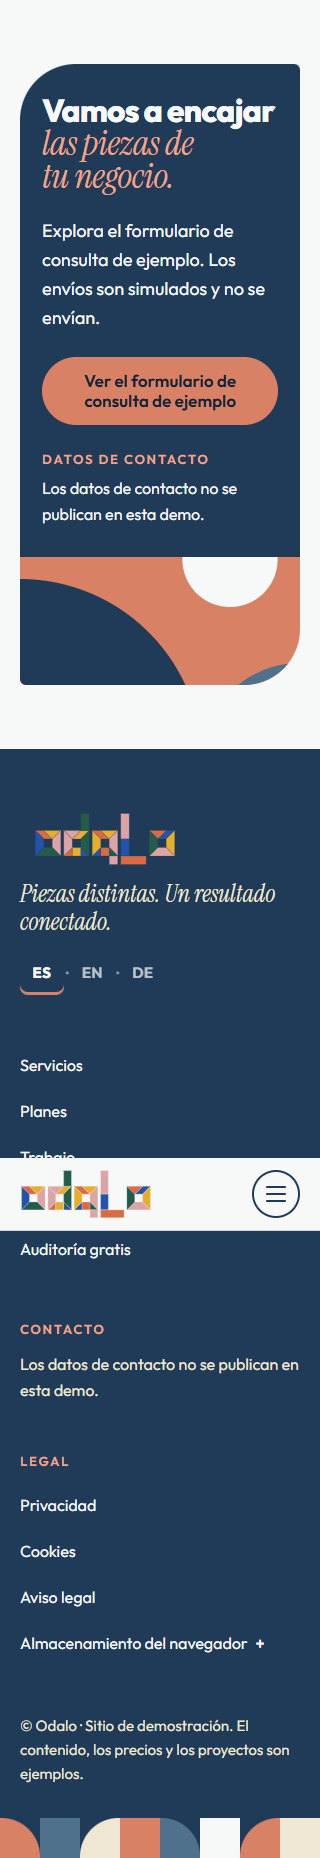 Vamos a encajar
las piezas de
tu negocio.
Explora el formulario de
consulta de ejemplo. Los
envíos son simulados y no se
envían.
Ver el formulario de
consulta de ejemplo
DATOS DE CONTACTO
Los datos de contacto no se
publican en esta demo.
odalo
Piezas distintas. Un resultado
conectado.
ES · EN · DE
Servicios
Planes
Trabajo
odalo
Auditoría gratis
CONTACTO
Los datos de contacto no se publican en
esta demo.
LEGAL
Privacidad
Cookies
Aviso legal
Almacenamiento del navegador +
© Odalo · Sitio de demostración. El
contenido, los precios y los proyectos son
ejemplos.